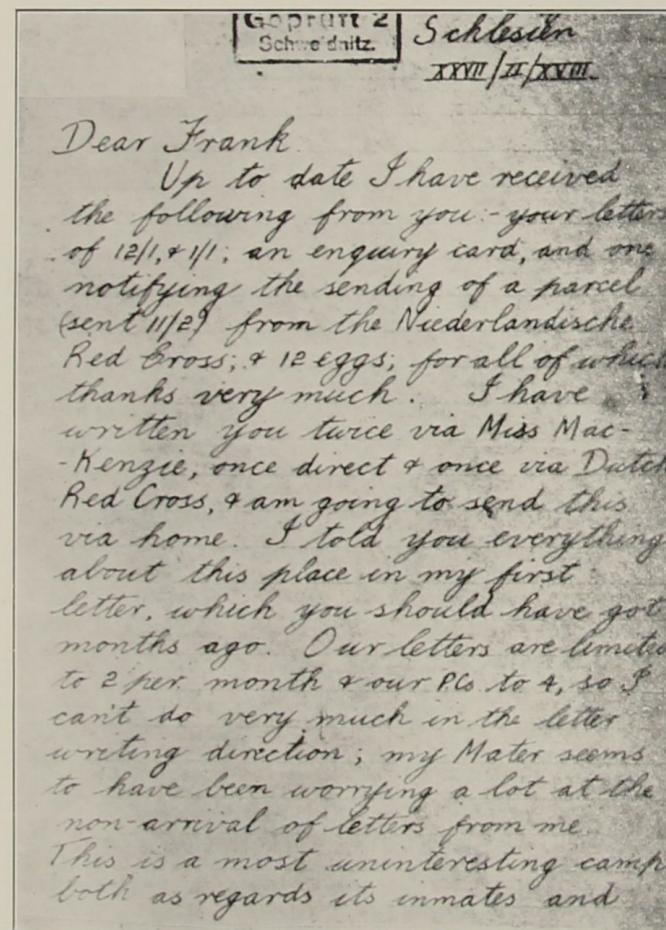 Geprüft 2
Schweidnitz.
Schlesien
XXVII/II/XVIII
Dear Frank
Up to date I have received
the following from you:- your letters
of 12/1, & 1/1; an enquiry card, and one
notifying the sending of a parcel
(sent 11/2) from the Niederlandische
Red Cross; & 12 eggs; for all of which
thanks very much. I have
written you twice via Miss Mac-
-Kenzie, once direct & once via Dutch
Red Cross, & am going to send this
via home. I told you everything
about this place in my first
letter, which you should have got
months ago. Our letters are limited
to 2 per month & our PCs to 4, so I
can't do very much in the letter
writing direction; my Mater seems
to have been worrying a lot at the
non-arrival of letters from me.
This is a most uninteresting camp
both as regards its inmates and